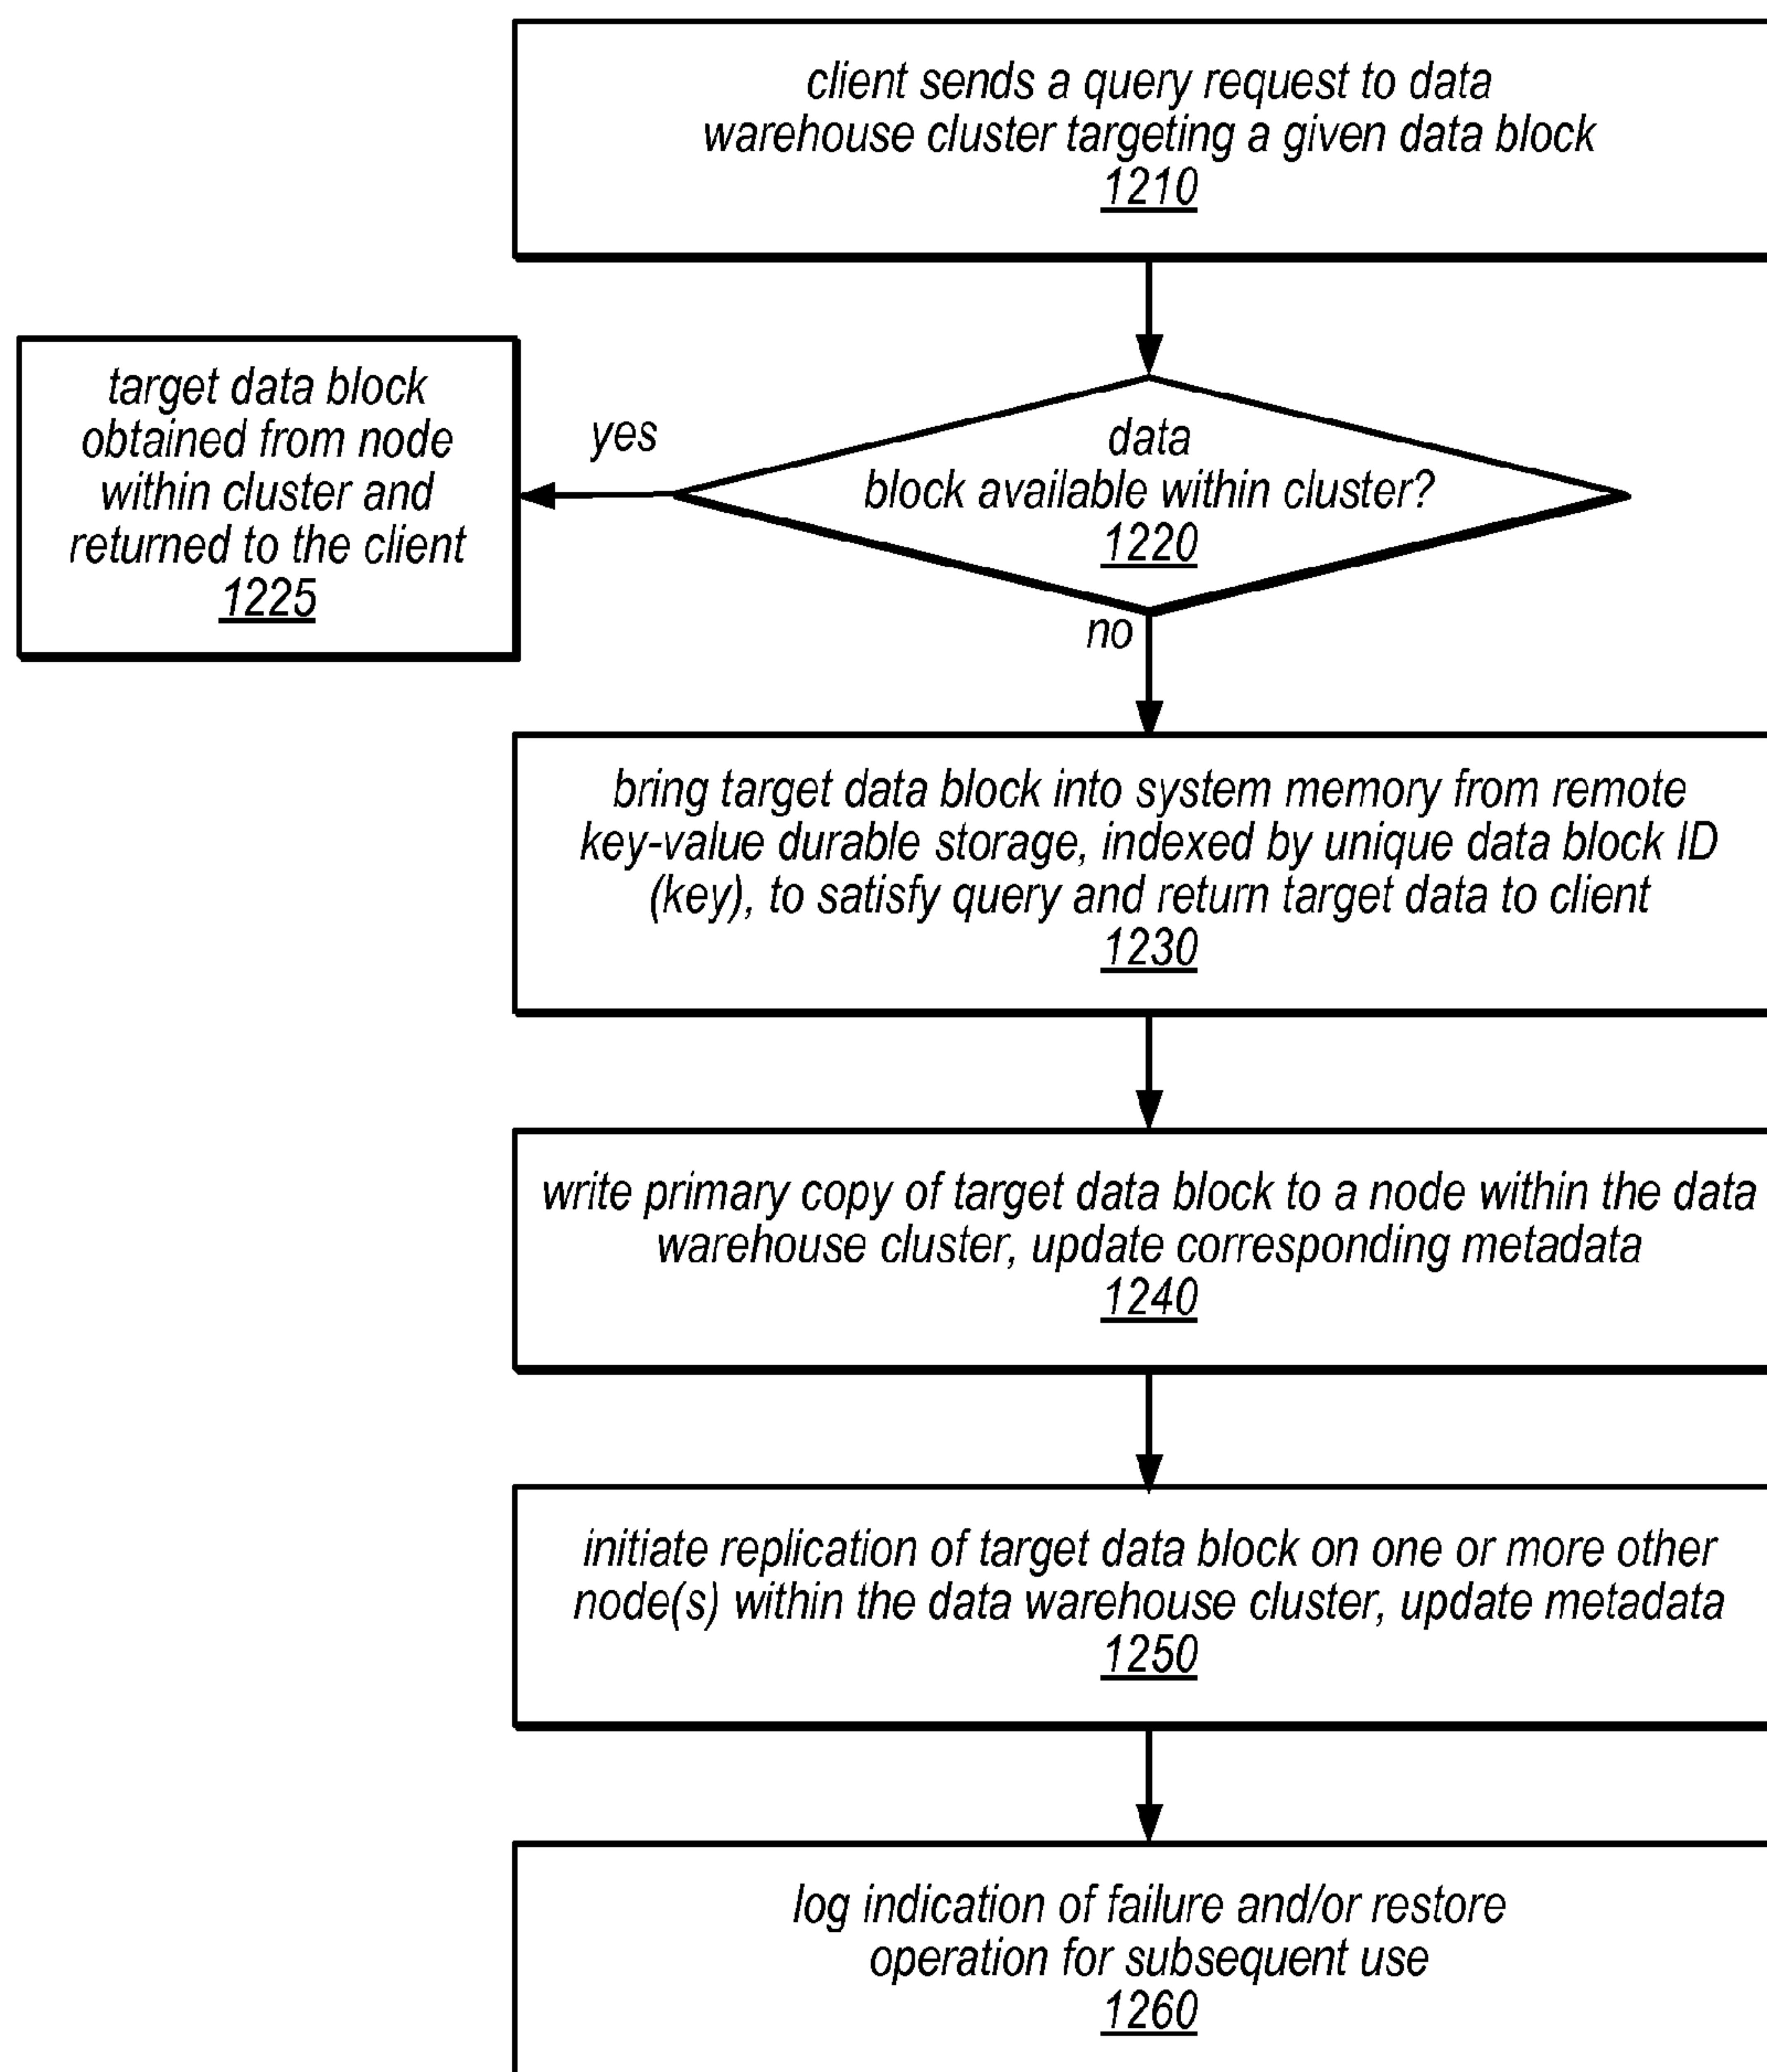 client sends a query request to data
warehouse cluster targeting a given data block
1210
target data block
obtained from node
within cluster and
returned to the client
1225
yes
data
block available within cluster?
1220
no
bring target data block into system memory from remote
key-value durable storage, indexed by unique data block ID
(key), to satisfy query and return target data to client
1230
write primary copy of target data block to a node within the data
warehouse cluster, update corresponding metadata
1240
initiate replication of target data block on one or more other
node(s) within the data warehouse cluster, update metadata
1250
log indication of failure and/or restore
operation for subsequent use
1260